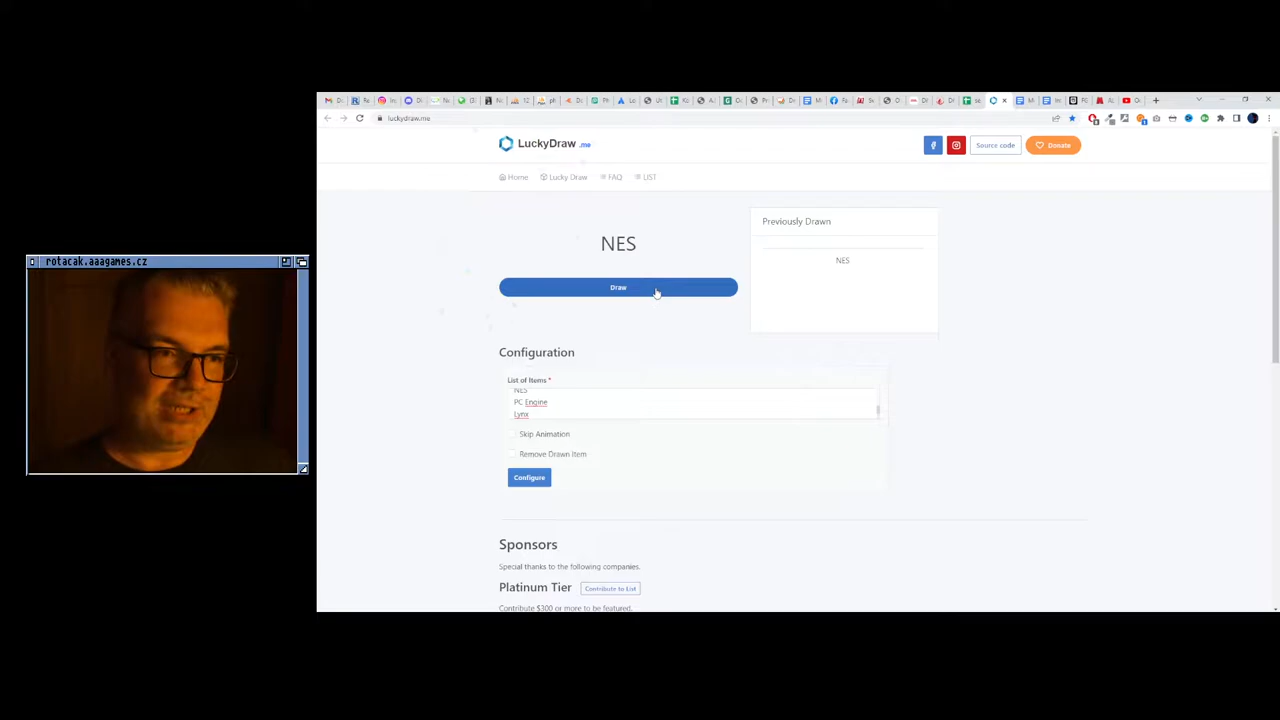 luckydraw.me
LuckyDraw .me
Source code
Donate
Home
Lucky Draw
FAQ
LIST
NES
Draw
Previously Drawn
NES
Configuration
List of Items *
NES
PC Engine
Lynx
Skip Animation
Remove Drawn Item
Configure
Sponsors
Special thanks to the following companies.
Platinum Tier
Contribute to List
Contribute $300 or more to be featured.
rotacak.aaagames.cz